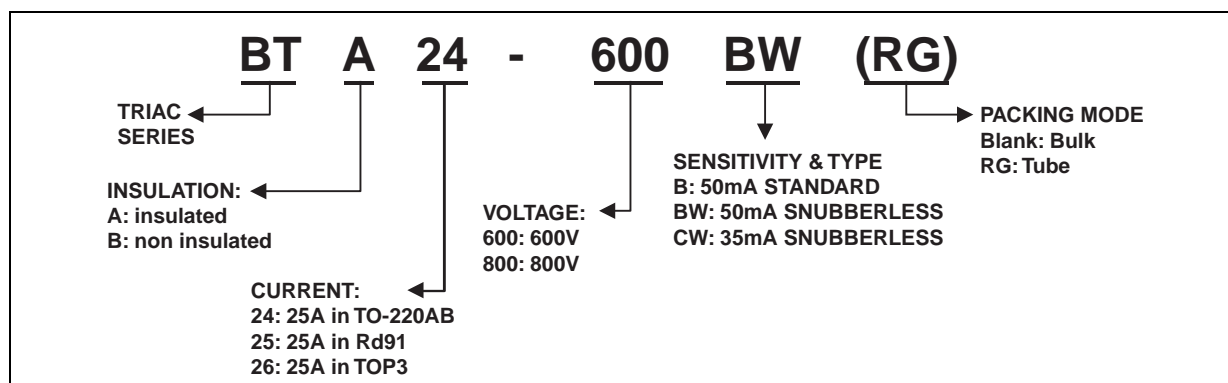 BT A 24 - 600 BW (RG)
TRIAC
SERIES
INSULATION:
A: insulated
B: non insulated
CURRENT:
24: 25A in TO-220AB
25: 25A in Rd91
26: 25A in TOP3
VOLTAGE:
600: 600V
800: 800V
SENSITIVITY & TYPE
B: 50mA STANDARD
BW: 50mA SNUBBERLESS
CW: 35mA SNUBBERLESS
PACKING MODE
Blank: Bulk
RG: Tube